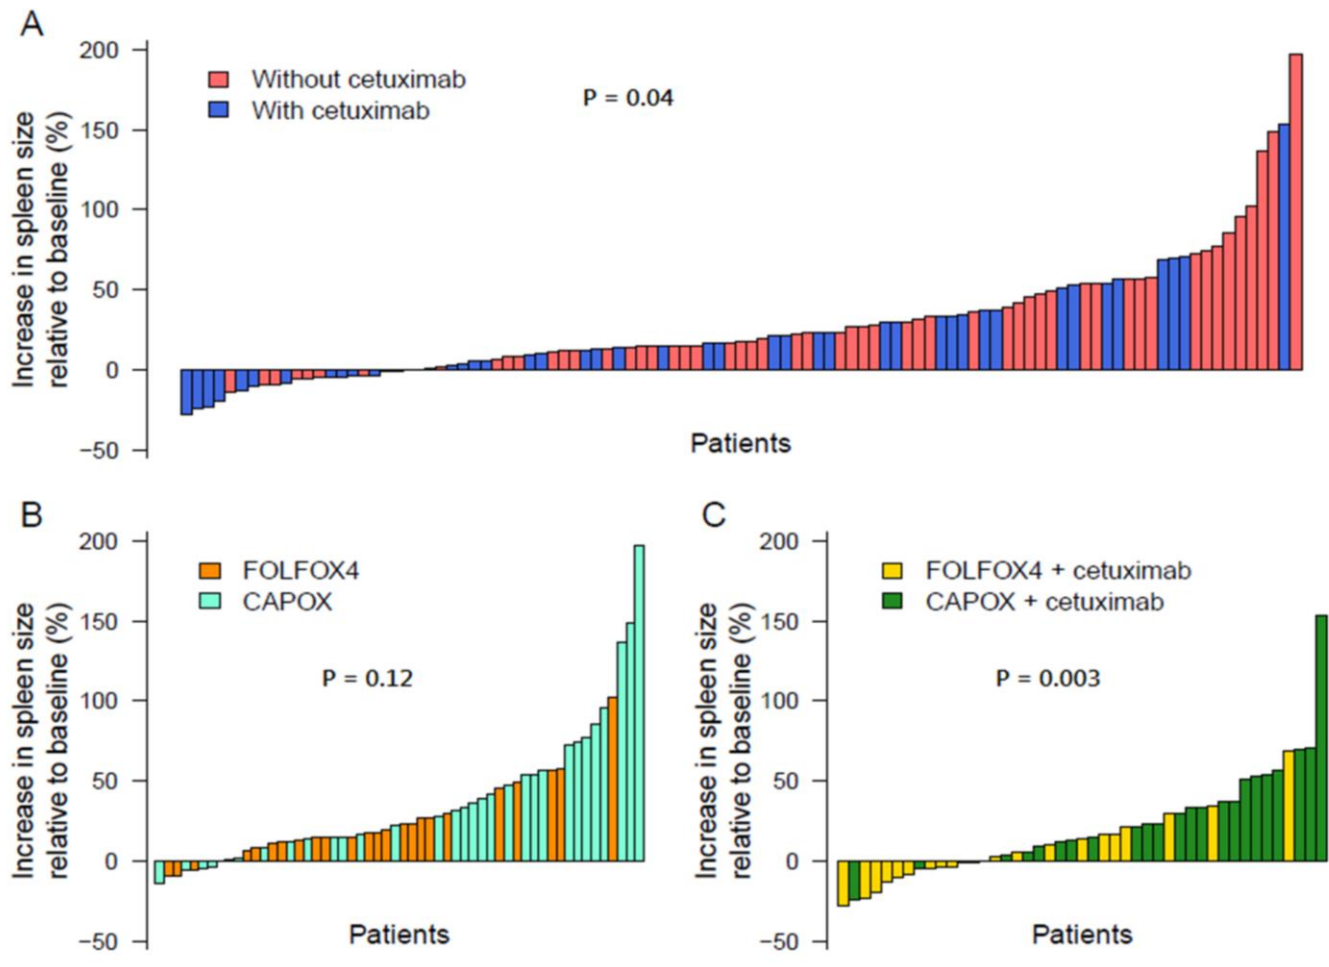 A
Increase in spleen size
relative to baseline (%)
200
150
100
50
0
−50
Without cetuximab
With cetuximab
P = 0.04
Patients
B
Increase in spleen size
relative to baseline (%)
200
150
100
50
0
−50
FOLFOX4
CAPOX
P = 0.12
Patients
C
Increase in spleen size
relative to baseline (%)
200
150
100
50
0
−50
FOLFOX4 + cetuximab
CAPOX + cetuximab
P = 0.003
Patients